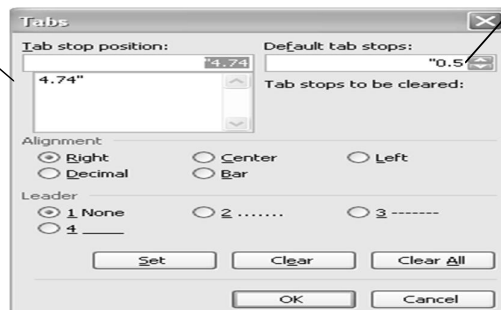 Tabs
Tab stop position:
Default tab stops:
"4.74
"0.5
4.74"
Tab stops to be cleared:
Alignment
Right
Center
Left
Decimal
Bar
Leader
1 None
2 .......
3 -------
4 ____
Set
Clear
Clear All
OK
Cancel